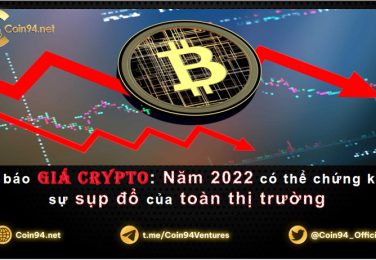 Coin94.net
báo GIÁ CRYPTO: Năm 2022 có thể chứng k
sự sụp đổ của toàn thị trường
Coin94.net
t.me/Coin94Ventures
@Coin94_Offici